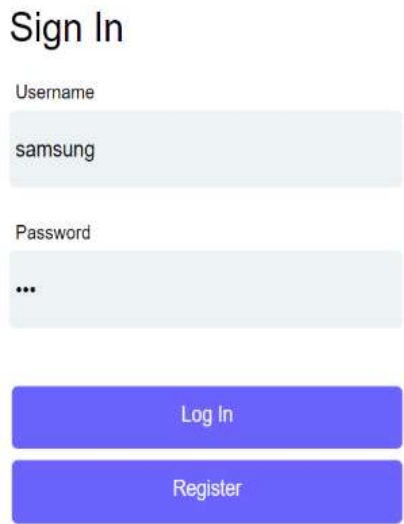 Sign In
Username
samsung
Password
•••
Log In
Register